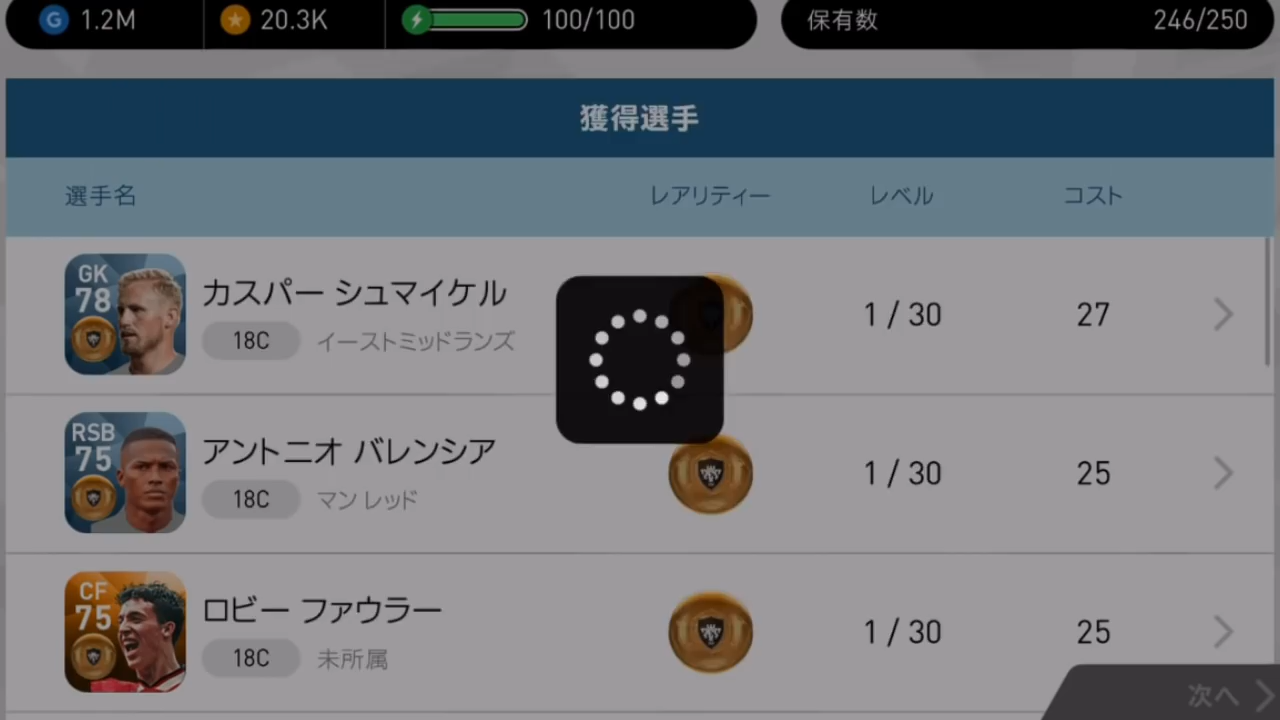 G 1.2M 20.3K 100/100 保有数 246/250
獲得選手
選手名 レアリティー レベル コスト
GK
78
カスパー シュマイケル
18C イーストミッドランズ
1 / 30 27
RSB
75
アントニオ バレンシア
18C マン レッド
1 / 30 25
CF
75
ロビー ファウラー
18C 未所属
1 / 30 25
次へ